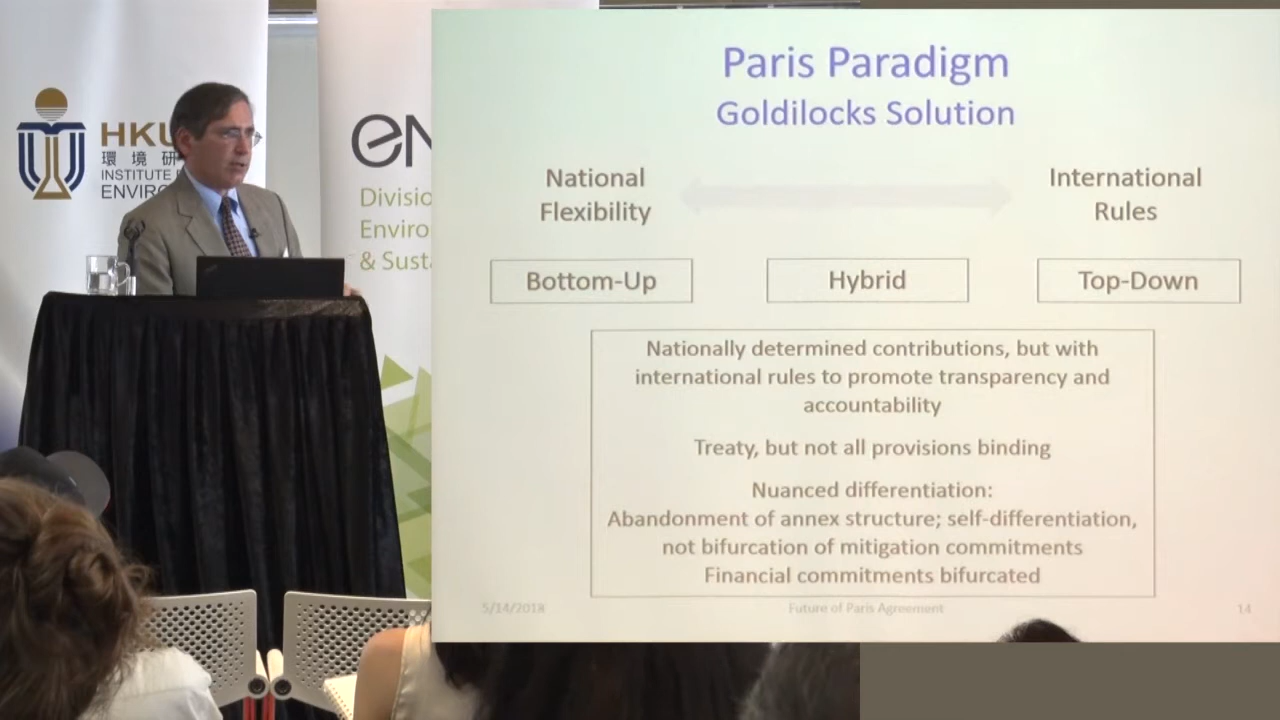 HKU
環境研
INSTITUTE
ENVIRO
Divisio
Enviro
& Susta
Paris Paradigm
Goldilocks Solution
National
Flexibility
International
Rules
Bottom-Up
Hybrid
Top-Down
Nationally determined contributions, but with
international rules to promote transparency and
accountability
Treaty, but not all provisions binding
Nuanced differentiation:
Abandonment of annex structure; self-differentiation,
not bifurcation of mitigation commitments
Financial commitments bifurcated
5/14/2018
Future of Paris Agreement
14